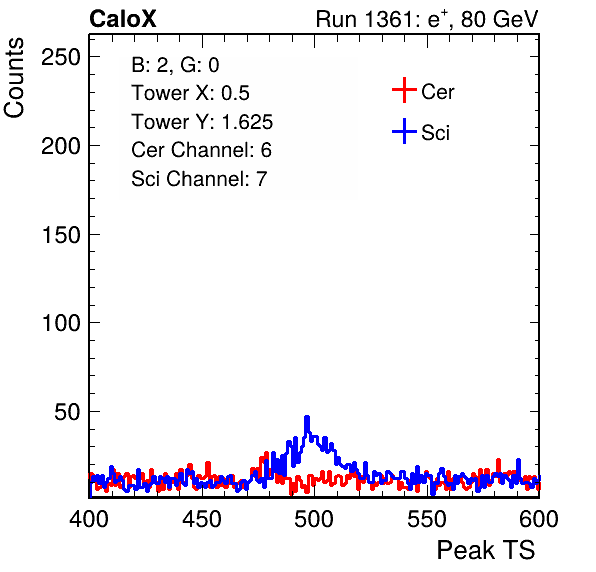 CaloX Run 1361: e⁺, 80 GeV
Counts
B: 2, G: 0
Tower X: 0.5
Tower Y: 1.625
Cer Channel: 6
Sci Channel: 7
Cer
Sci
250
200
150
100
50
400 450 500 550 600
Peak TS